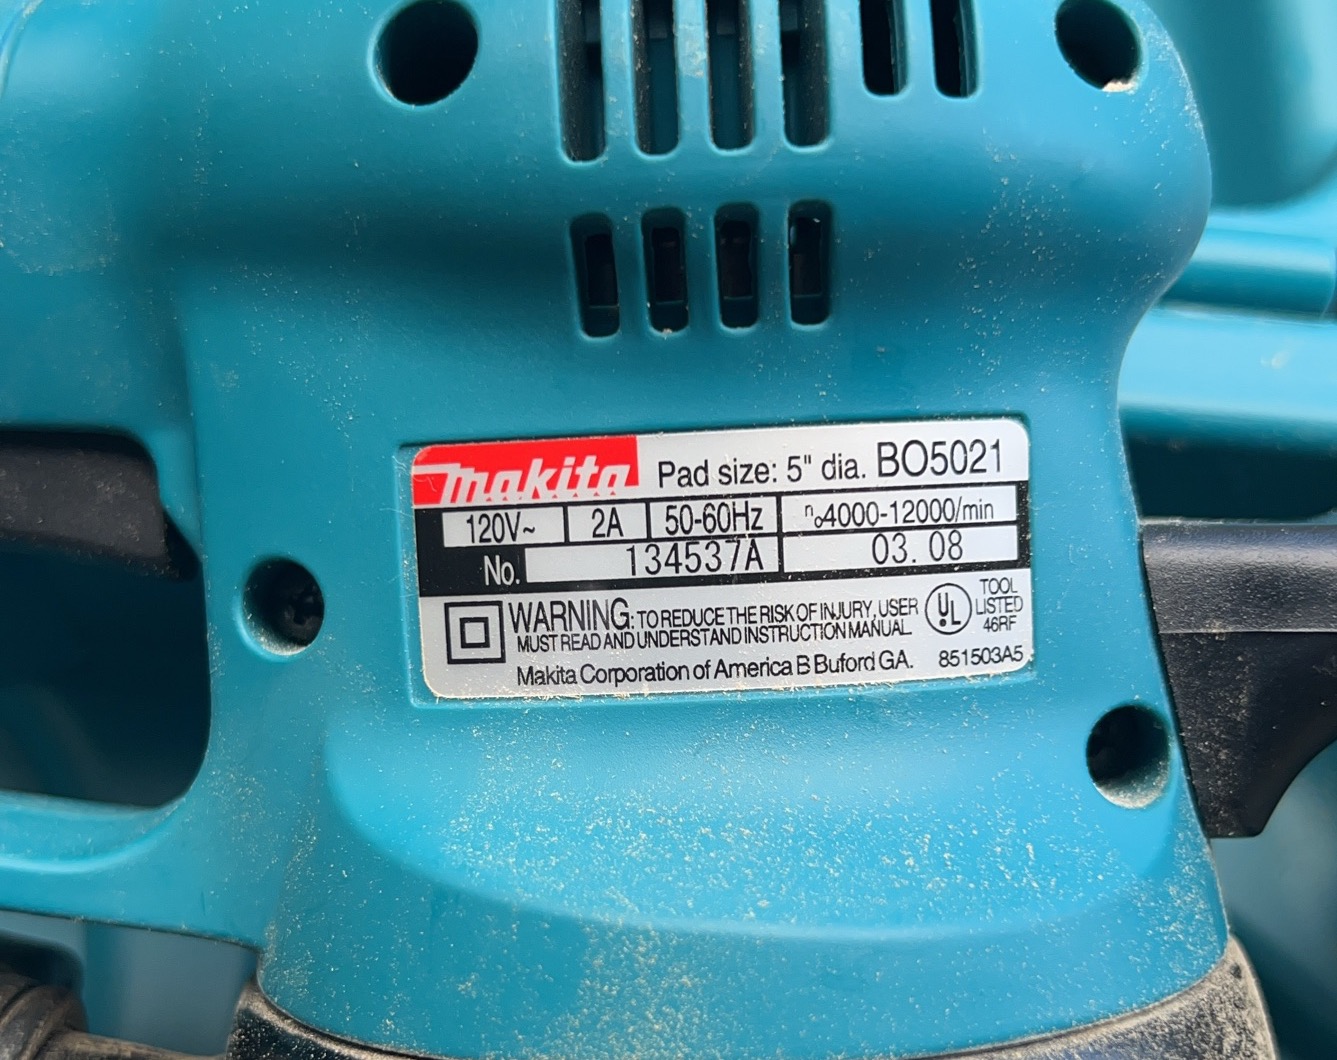 makita Pad size: 5" dia. BO5021
120V~ 2A 50-60Hz no4000-12000/min
No. 134537A 03. 08
WARNING: TO REDUCE THE RISK OF INJURY, USER
MUST READ AND UNDERSTAND INSTRUCTION MANUAL.
UL TOOL
LISTED
46RF
Makita Corporation of America B Buford GA. 851503A5